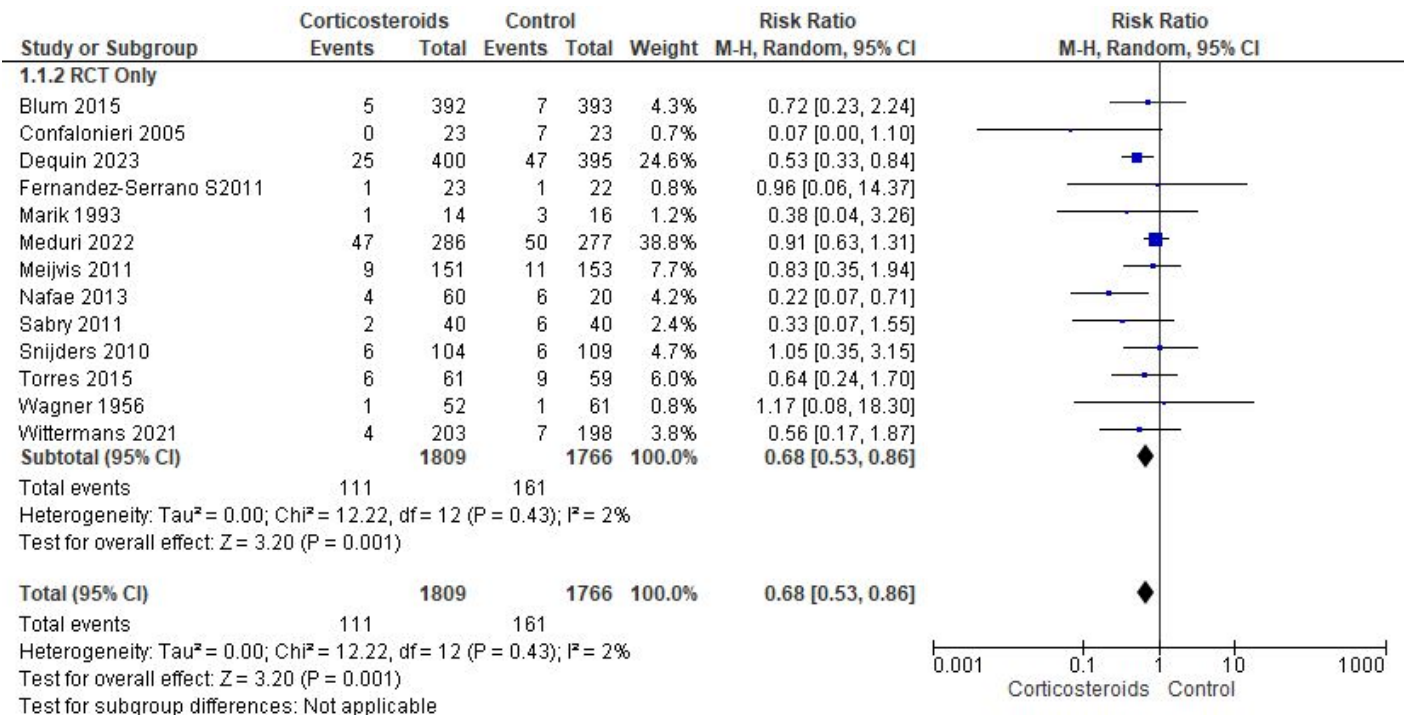 Corticosteroids Control Risk Ratio Risk Ratio
Study or Subgroup Events Total Events Total Weight M-H, Random, 95% CI M-H, Random, 95% CI
1.1.2 RCT Only
Blum 2015 5 392 7 393 4.3% 0.72 [0.23, 2.24]
Confalonieri 2005 0 23 7 23 0.7% 0.07 [0.00, 1.10]
Dequin 2023 25 400 47 395 24.6% 0.53 [0.33, 0.84]
Fernandez-Serrano S2011 1 23 1 22 0.8% 0.96 [0.06, 14.37]
Marik 1993 1 14 3 16 1.2% 0.38 [0.04, 3.26]
Meduri 2022 47 286 50 277 38.8% 0.91 [0.63, 1.31]
Meijvis 2011 9 151 11 153 7.7% 0.83 [0.35, 1.94]
Nafae 2013 4 60 6 20 4.2% 0.22 [0.07, 0.71]
Sabry 2011 2 40 6 40 2.4% 0.33 [0.07, 1.55]
Snijders 2010 6 104 6 109 4.7% 1.05 [0.35, 3.15]
Torres 2015 6 61 9 59 6.0% 0.64 [0.24, 1.70]
Wagner 1956 1 52 1 61 0.8% 1.17 [0.08, 18.30]
Wittermans 2021 4 203 7 198 3.8% 0.56 [0.17, 1.87]
Subtotal (95% CI) 1809 1766 100.0% 0.68 [0.53, 0.86]
Total events 111 161
Heterogeneity: Tau² = 0.00; Chi² = 12.22, df = 12 (P = 0.43); I² = 2%
Test for overall effect: Z = 3.20 (P = 0.001)
Total (95% CI) 1809 1766 100.0% 0.68 [0.53, 0.86]
Total events 111 161
Heterogeneity: Tau² = 0.00; Chi² = 12.22, df = 12 (P = 0.43); I² = 2%
Test for overall effect: Z = 3.20 (P = 0.001)
Test for subgroup differences: Not applicable
0.001 0.1 1 10 1000
Corticosteroids Control